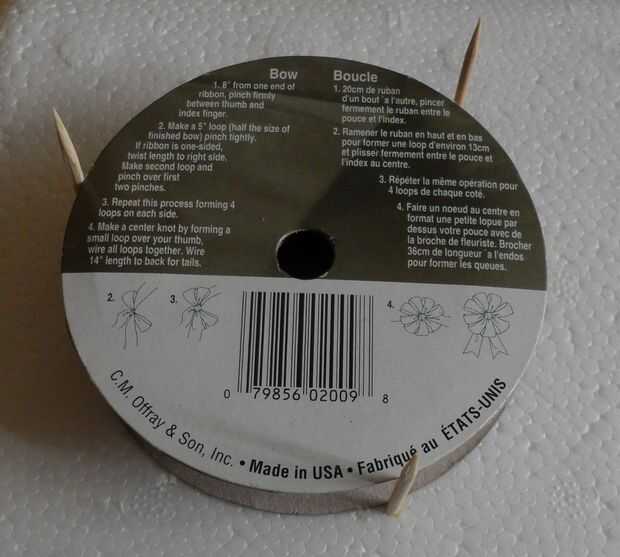 Bow
1. 8" from one end of
ribbon, pinch firmly
between thumb and
index finger.
2. Make a 5" loop (half the size of
finished bow) pinch tightly.
If ribbon is one-sided,
twist length to right side.
Make second loop and
pinch over first
two pinches.
3. Repeat this process forming 4
loops on each side.
4. Make a center knot by forming a
small loop over your thumb,
wire all loops together. Wire
14" length to back for tails.
Boucle
1. 20cm de ruban
d'un bout `a l'autre, pincer
fermement le ruban entre le
pouce et l'index.
2. Ramener le ruban en haut et en bas
pour former une loop d'environ 13cm
et plisser fermement entre le pouce et
l'index au centre.
3. Répéter la même opération pour
4 loops de chaque coté.
4. Faire un noeud au centre en
format une petite lopue par
dessus votre pouce avec de
la broche de fleuriste. Brocher
36cm de longueur `a l'endos
pour former les queues.
2.
3.
4.
0 79856 02009 8
C.M. Offray & Son, Inc. • Made in USA • Fabriqué au ÉTATS-UNIS